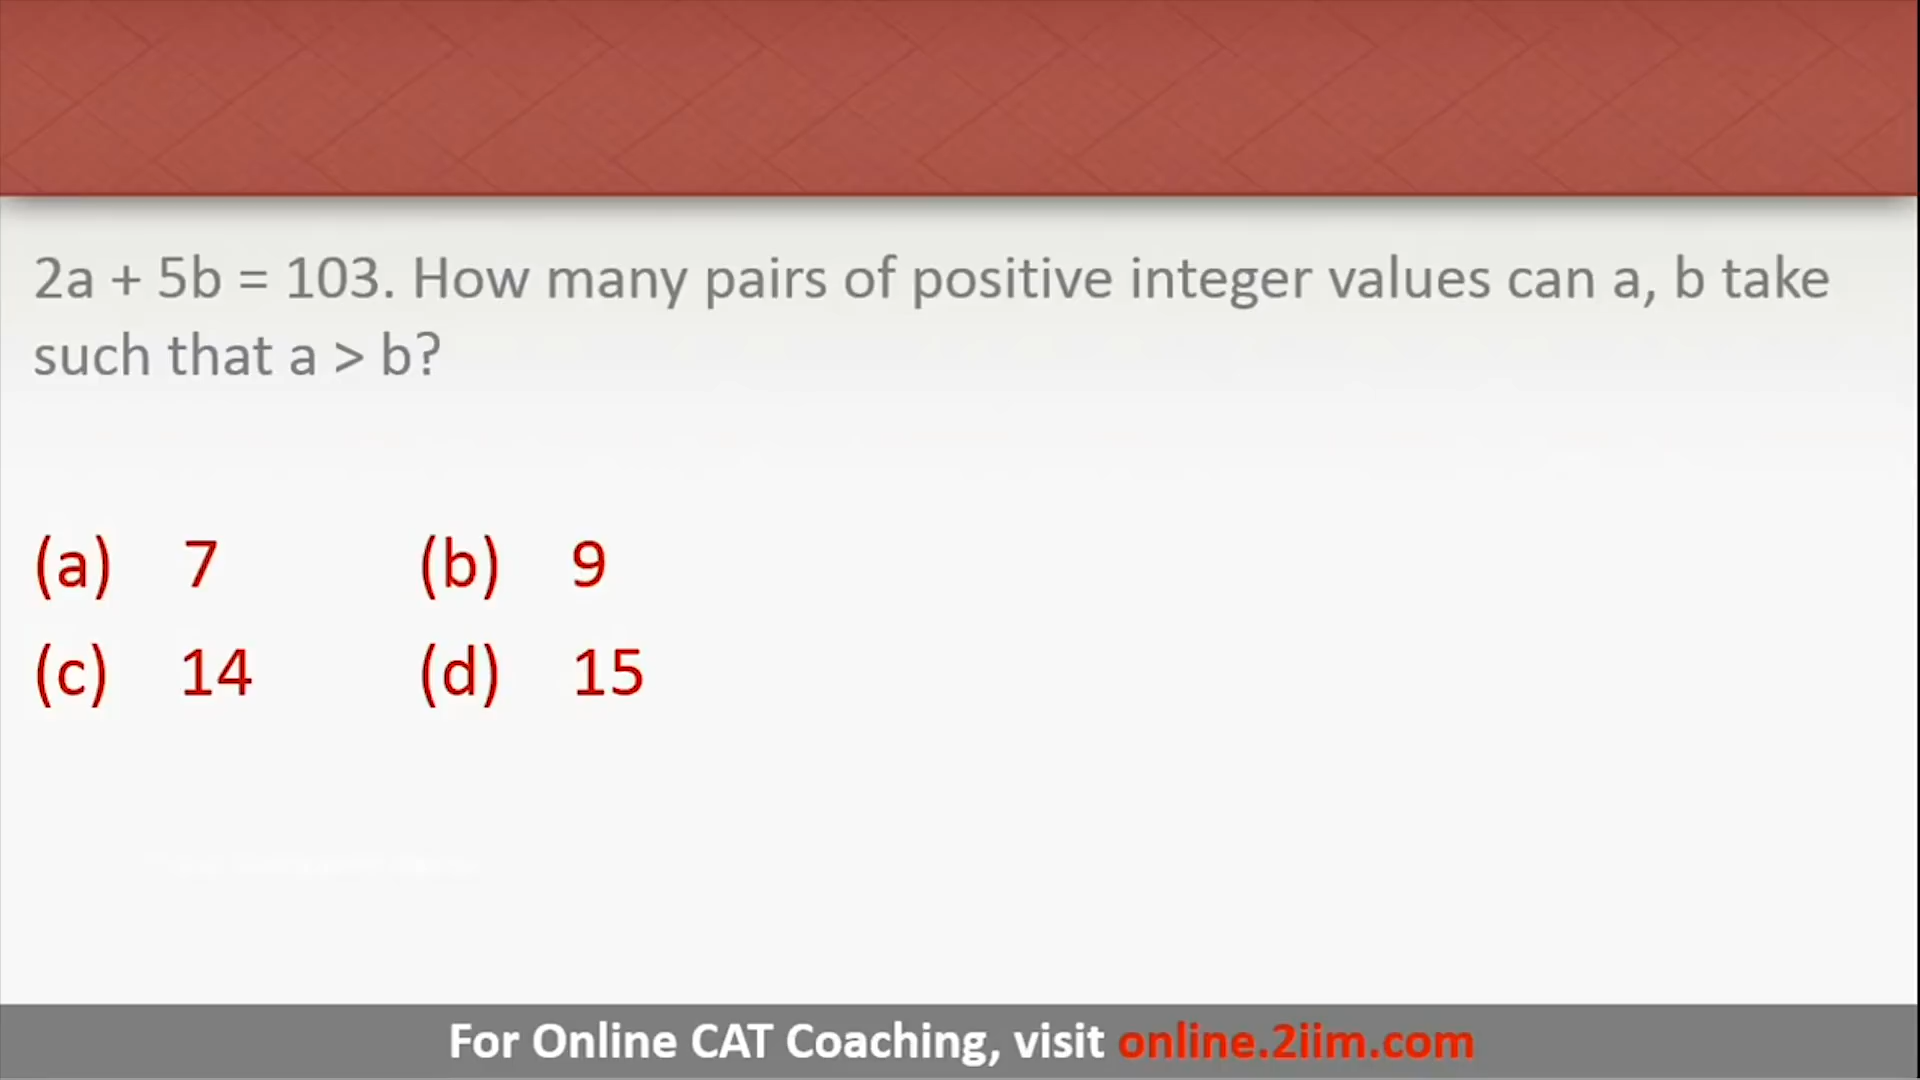 2a + 5b = 103. How many pairs of positive integer values can a, b take
such that a > b?
(a) 7 (b) 9
(c) 14 (d) 15
For Online CAT Coaching, visit online.2iim.com